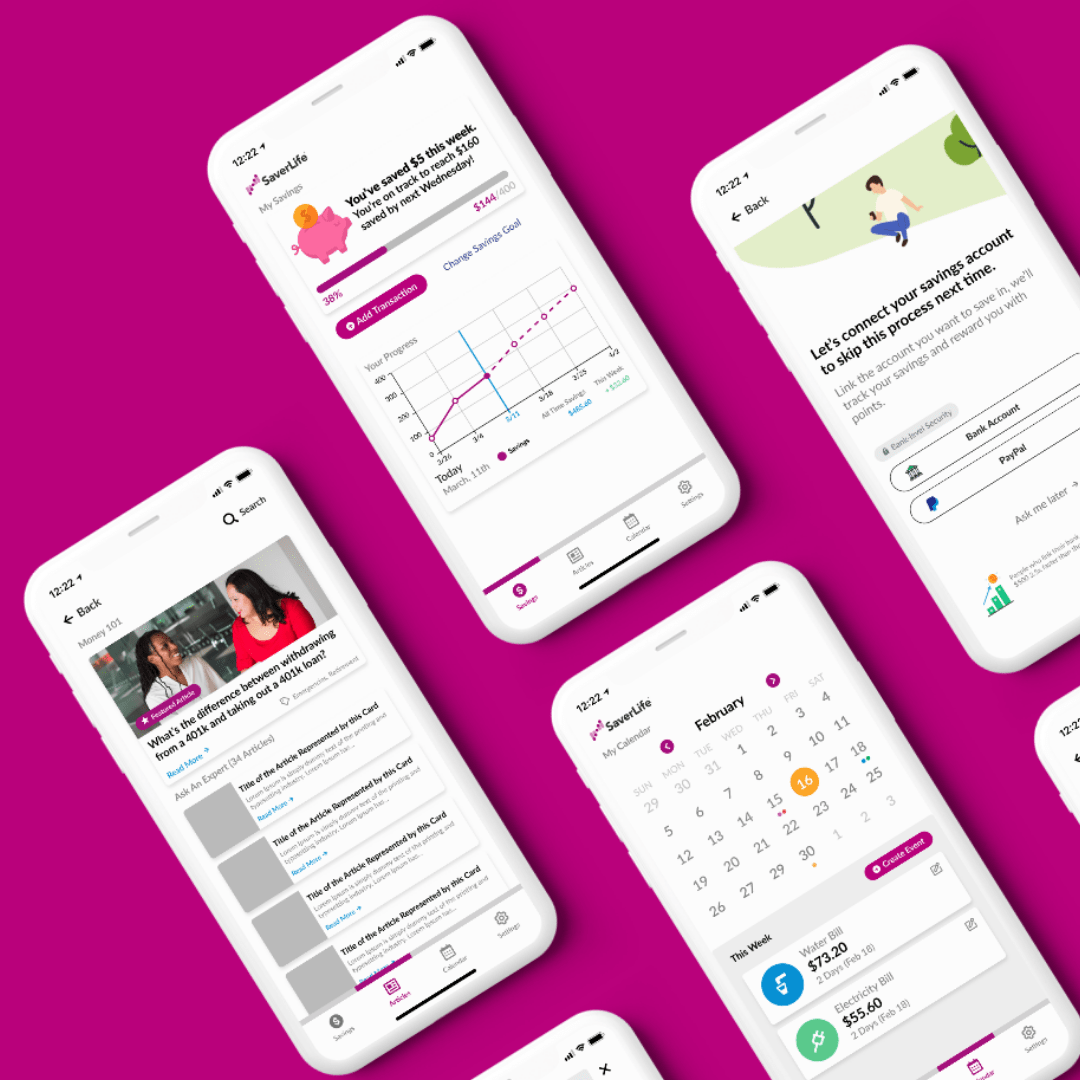 12:22
SaverLife
My Savings
You've saved $5 this week.
You're on track to reach $160
saved by next Wednesday!
$144/400
38%
Change Savings Goal
Add Transaction
Your Progress
400
300
200
100
0
2/26
3/4
3/11
3/18
3/25
4/2
Today
March, 11th
Savings
All Time Savings
$465.60
This Week
+ $32.60
Savings
Articles
Calendar
Settings
12:22
Back
Let's connect your savings account
to skip this process next time.
Link the account you want to save in, we'll
track your savings and reward you with
points.
Bank level Security
Bank Account
PayPal
Ask me later
People who link their bank
$500 2.5x faster than
12:22
Search
Back
Money 101
Featured Article
What's the difference between withdrawing
from a 401k and taking out a 401k loan?
Emergencies, Retirement
Read More
Ask An Expert (34 Articles)
Title of the Article Represented by this Card
Lorem Ipsum is simply dummy text of the printing and
typesetting industry. Lorem Ipsum has...
Read More
Title of the Article Represented by this Card
Lorem Ipsum is simply dummy text of the printing and
typesetting industry. Lorem Ipsum has...
Read More
Title of the Article Represented by this Card
Lorem Ipsum is simply dummy text of the printing and
typesetting industry. Lorem Ipsum has...
Read More
Title of the Article Represented by this Card
Lorem Ipsum is simply dummy text of the printing and
typesetting industry. Lorem Ipsum has...
Savings
Articles
Calendar
Settings
12:22
SaverLife
My Calendar
February
SUN MON TUE WED THU FRI SAT
29 30 31 1 2 3 4
5 6 7 8 9 10 11
12 13 14 15 16 17 18
19 20 21 22 23 24 25
26 27 29 30 1 2 3
Create Event
This Week
Water Bill
$73.20
2 Days (Feb 18)
Electricity Bill
$55.60
2 Days (Feb 18)
Settings
12:22